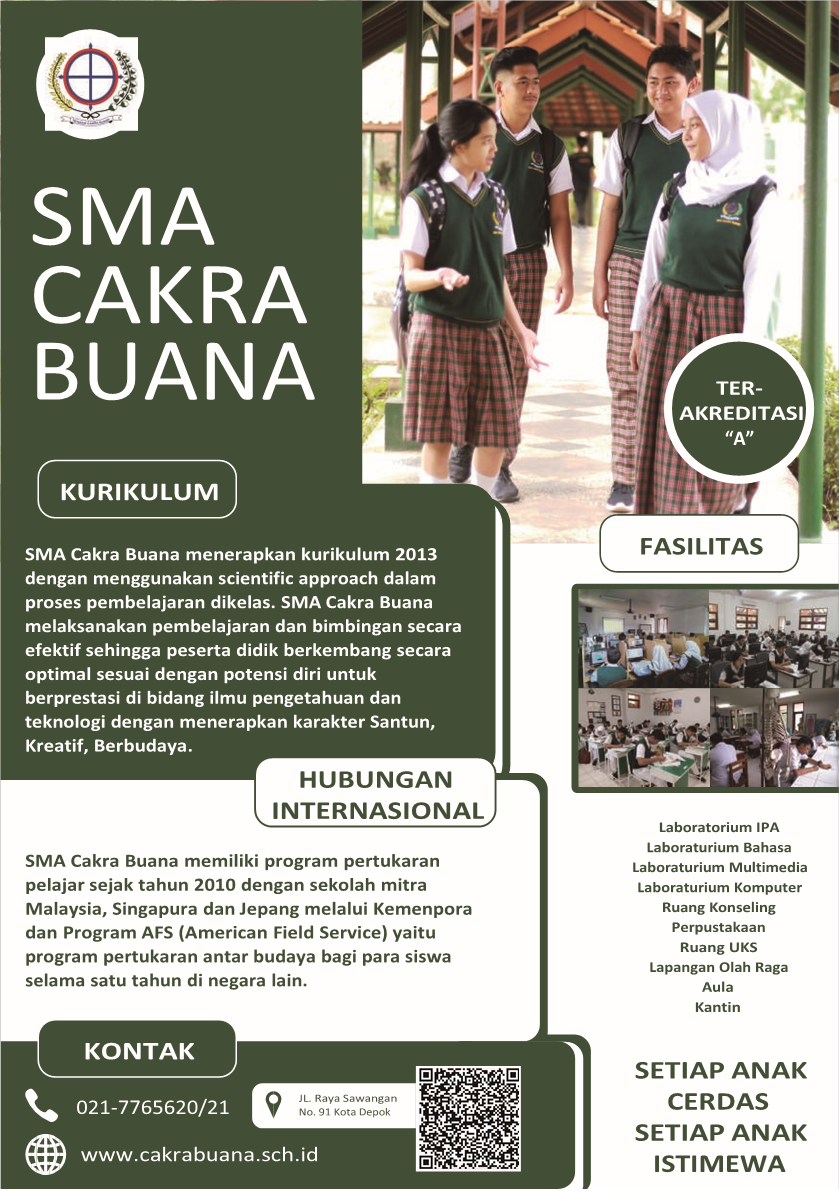 SMA
CAKRA
BUANA
TER-
AKREDITASI
“A”
KURIKULUM
SMA Cakra Buana menerapkan kurikulum 2013
dengan menggunakan scientific approach dalam
proses pembelajaran dikelas. SMA Cakra Buana
melaksanakan pembelajaran dan bimbingan secara
efektif sehingga peserta didik berkembang secara
optimal sesuai dengan potensi diri untuk
berprestasi di bidang ilmu pengetahuan dan
teknologi dengan menerapkan karakter Santun,
Kreatif, Berbudaya.
HUBUNGAN
INTERNASIONAL
SMA Cakra Buana memiliki program pertukaran
pelajar sejak tahun 2010 dengan sekolah mitra
Malaysia, Singapura dan Jepang melalui Kemenpora
dan Program AFS (American Field Service) yaitu
program pertukaran antar budaya bagi para siswa
selama satu tahun di negara lain.
FASILITAS
Laboratorium IPA
Laboraturium Bahasa
Laboraturium Multimedia
Laboraturium Komputer
Ruang Konseling
Perpustakaan
Ruang UKS
Lapangan Olah Raga
Aula
Kantin
KONTAK
021-7765620/21
JL. Raya Sawangan
No. 91 Kota Depok
www.cakrabuana.sch.id
SETIAP ANAK
CERDAS
SETIAP ANAK
ISTIMEWA